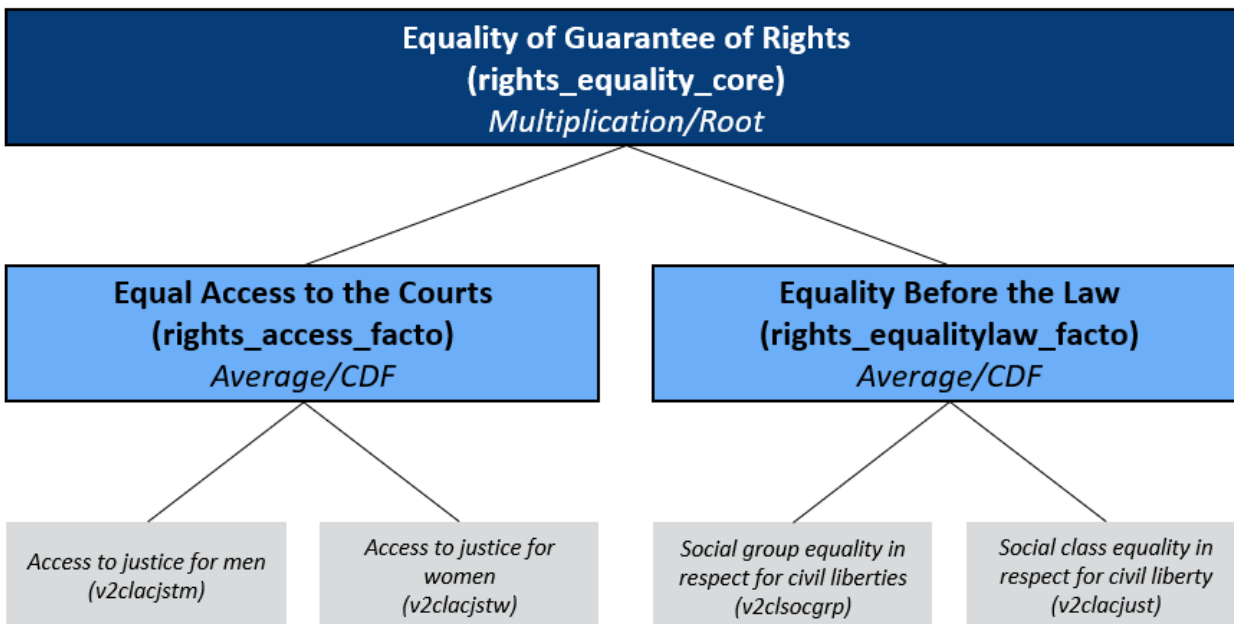 Equality of Guarantee of Rights
(rights_equality_core)
Multiplication/Root
Equal Access to the Courts
(rights_access_facto)
Average/CDF
Equality Before the Law
(rights_equalitylaw_facto)
Average/CDF
Access to justice for men
(v2clacjstm)
Access to justice for
women
(v2clacjstw)
Social group equality in
respect for civil liberties
(v2clsocgrp)
Social class equality in
respect for civil liberty
(v2clacjust)